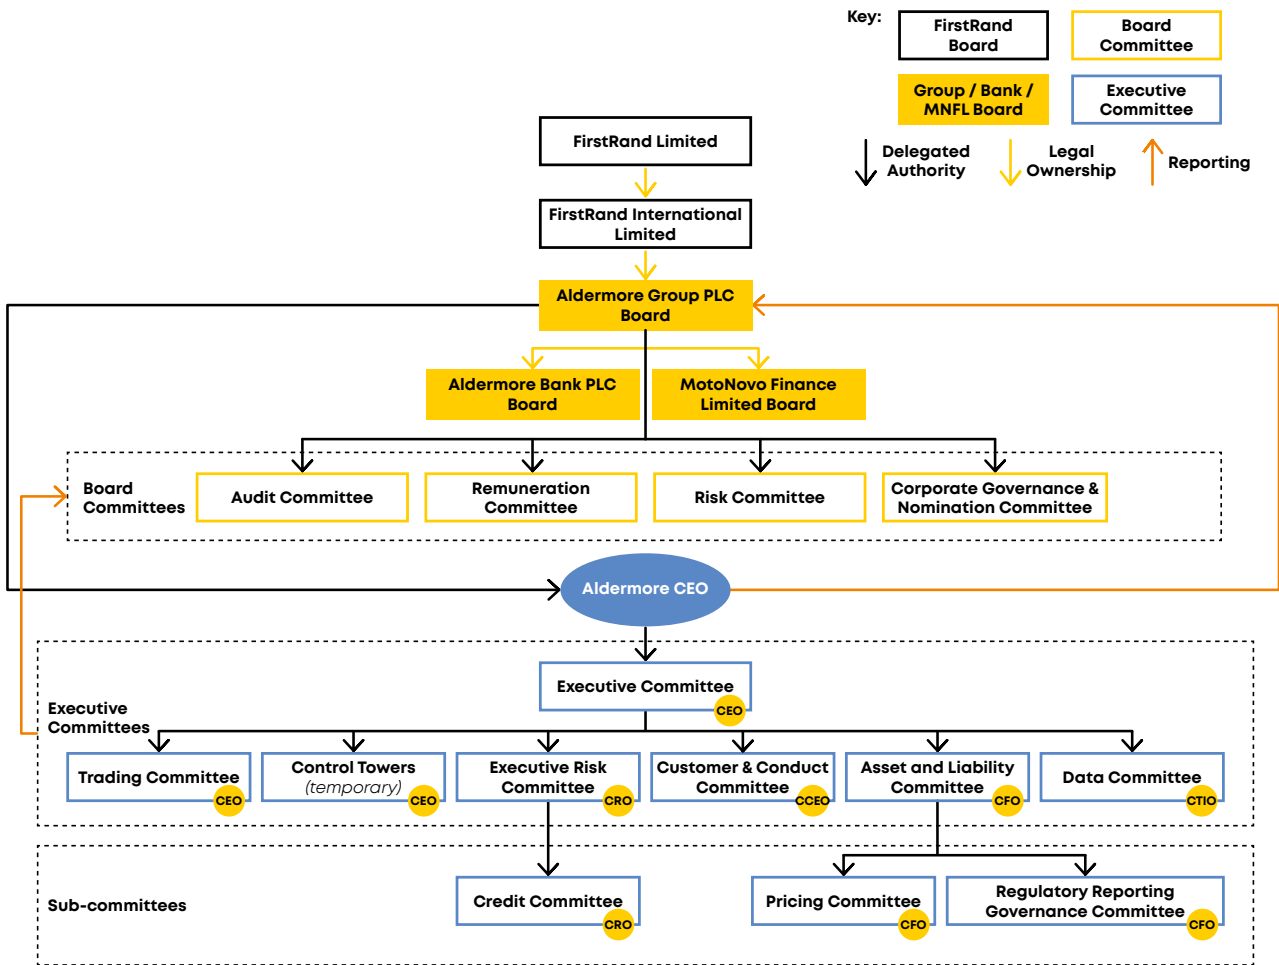 Key:
FirstRand
Board
Board
Committee
Group / Bank /
MNFL Board
Executive
Committee
Delegated
Authority
Legal
Ownership
Reporting
FirstRand Limited
FirstRand International
Limited
Aldermore Group PLC
Board
Aldermore Bank PLC
Board
MotoNovo Finance
Limited Board
Board
Committees
Audit Committee
Remuneration
Committee
Risk Committee
Corporate Governance &
Nomination Committee
Aldermore CEO
Executive
Committees
Executive Committee
CEO
Trading Committee
CEO
Control Towers
(temporary)
CEO
Executive Risk
Committee
CRO
Customer & Conduct
Committee
CCEO
Asset and Liability
Committee
CFO
Data Committee
CTIO
Sub-committees
Credit Committee
CRO
Pricing Committee
CFO
Regulatory Reporting
Governance Committee
CFO